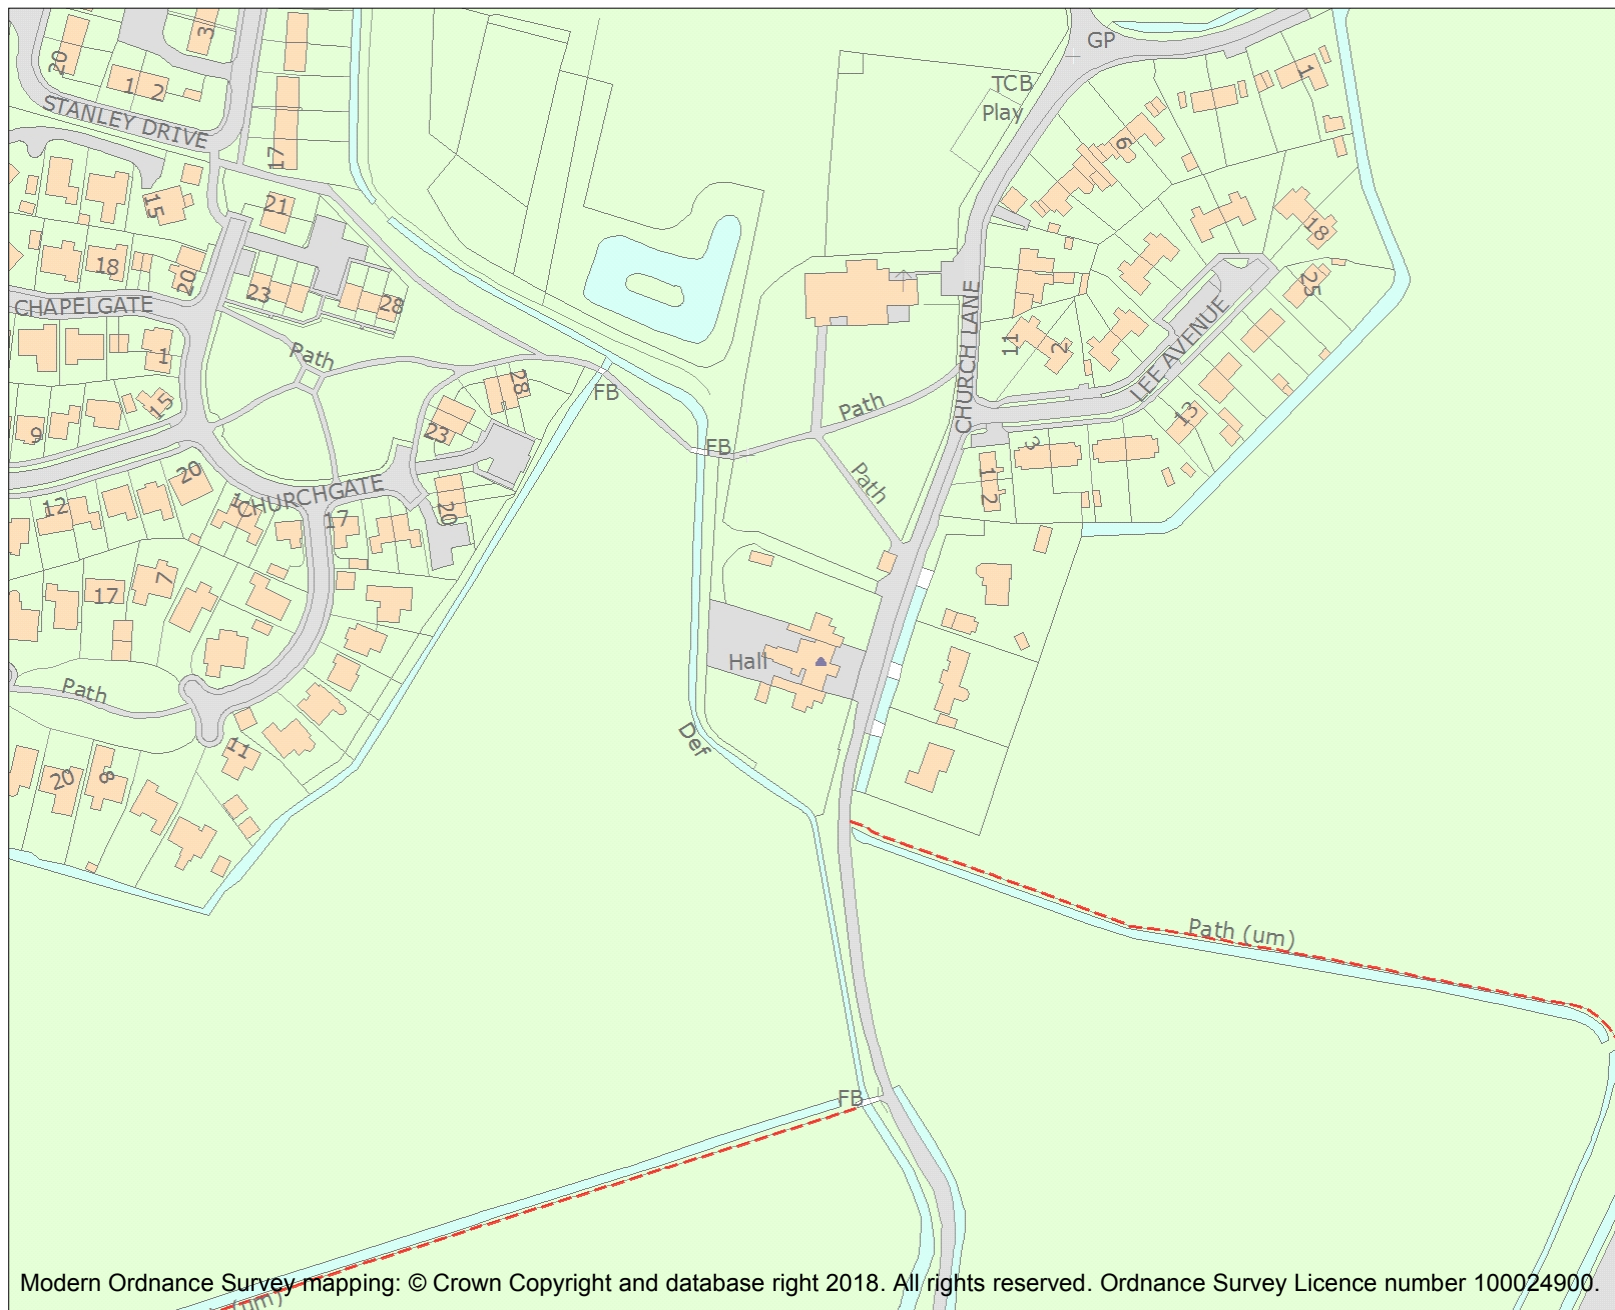 GP
3
20
1
1 2
TCB
STANLEY DRIVE
Play
6
17
15
21
18
18
20
25
23
28
CHAPELGATE
CHURCH LANE
11
2
1
Path
LEE AVENUE
28
FB
15
Path
13
9
23
FB
3
20
Path
1 2
1
CHURCHGATE
12
17
20
7
17
Hall
Path
Def
11
20
8
Path (um)
FB
Modern Ordnance Survey mapping: © Crown Copyright and database right 2018. All rights reserved. Ordnance Survey Licence number 100024900.
(um)